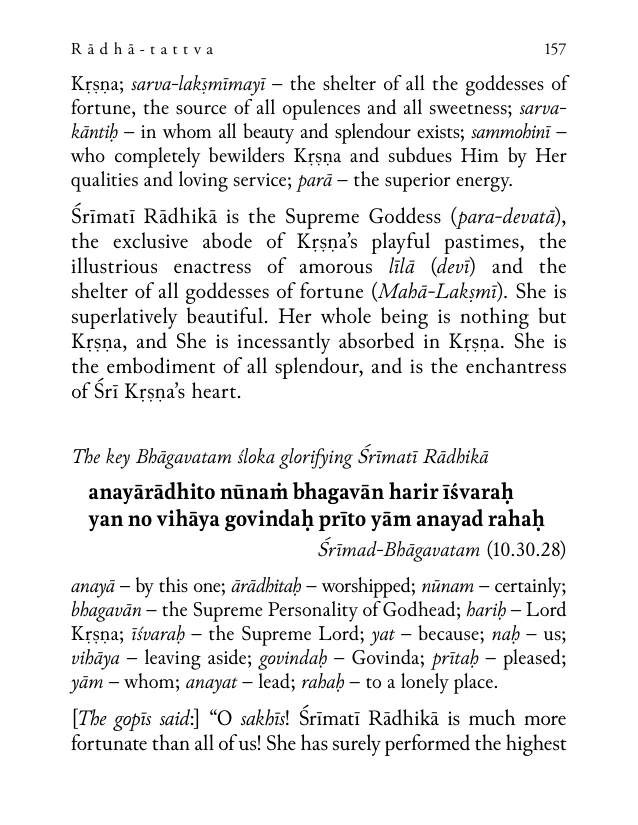 Rādhā-tattva 157
Kṛṣṇa; sarva-lakṣmīmayī – the shelter of all the goddesses of
fortune, the source of all opulences and all sweetness; sarva-
kāntiḥ – in whom all beauty and splendour exists; sammohinī –
who completely bewilders Kṛṣṇa and subdues Him by Her
qualities and loving service; parā – the superior energy.
Śrīmatī Rādhikā is the Supreme Goddess (para-devatā),
the exclusive abode of Kṛṣṇa’s playful pastimes, the
illustrious enactress of amorous līlā (devī) and the
shelter of all goddesses of fortune (Mahā-Lakṣmī). She is
superlatively beautiful. Her whole being is nothing but
Kṛṣṇa, and She is incessantly absorbed in Kṛṣṇa. She is
the embodiment of all splendour, and is the enchantress
of Śrī Kṛṣṇa’s heart.
The key Bhāgavatam śloka glorifying Śrīmatī Rādhikā
anayārādhito nūnaṁ bhagavān harir īśvaraḥ
yan no vihāya govindaḥ prīto yām anayad rahaḥ
Śrīmad-Bhāgavatam (10.30.28)
anayā – by this one; ārādhitaḥ – worshipped; nūnam – certainly;
bhagavān – the Supreme Personality of Godhead; hariḥ – Lord
Kṛṣṇa; īśvaraḥ – the Supreme Lord; yat – because; naḥ – us;
vihāya – leaving aside; govindaḥ – Govinda; prītaḥ – pleased;
yām – whom; anayat – lead; rahaḥ – to a lonely place.
[The gopīs said:] “O sakhīs! Śrīmatī Rādhikā is much more
fortunate than all of us! She has surely performed the highest